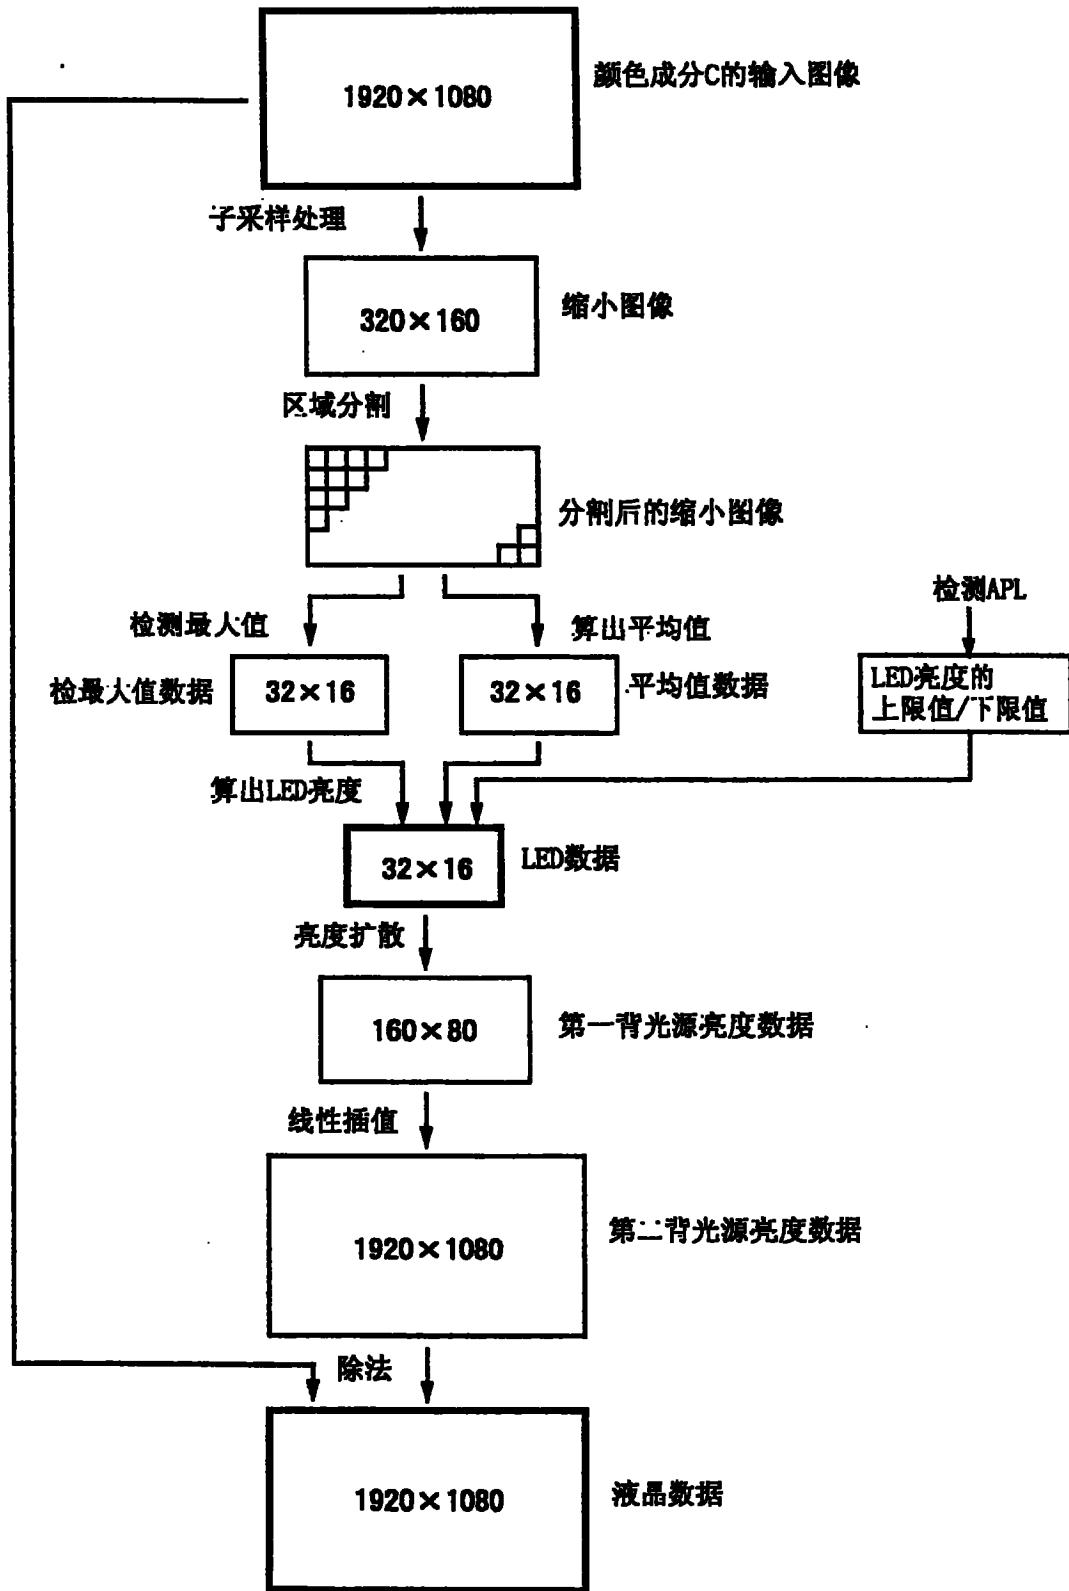 1920×1080
颜色成分C的输入图像
子采样处理
320×160
缩小图像
区域分割
分割后的缩小图像
检测最大值
算出平均值
检测APL
检最大值数据
32×16
32×16
平均值数据
LED亮度的
上限值/下限值
算出LED亮度
32×16
LED数据
亮度扩散
160×80
第一背光源亮度数据
线性插值
1920×1080
第二背光源亮度数据
除法
1920×1080
液晶数据